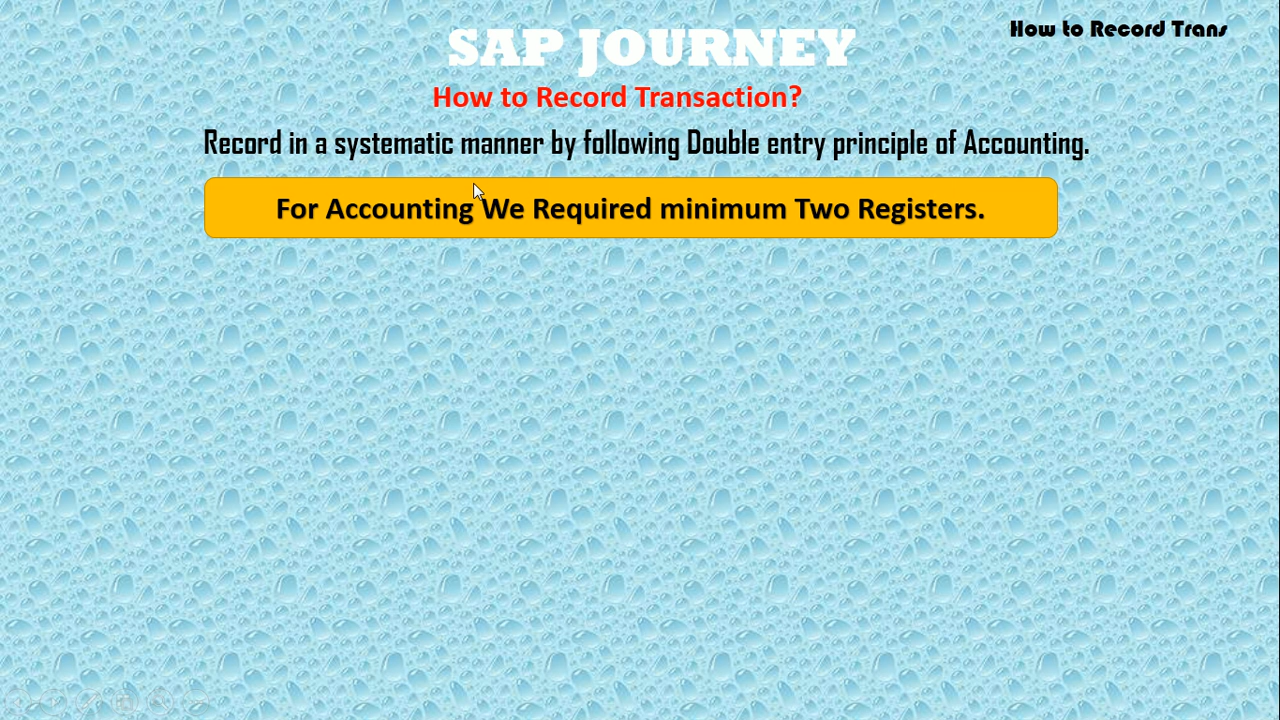 How to Record Trans
SAP JOURNEY
How to Record Transaction?
Record in a systematic manner by following Double entry principle of Accounting.
For Accounting We Required minimum Two Registers.